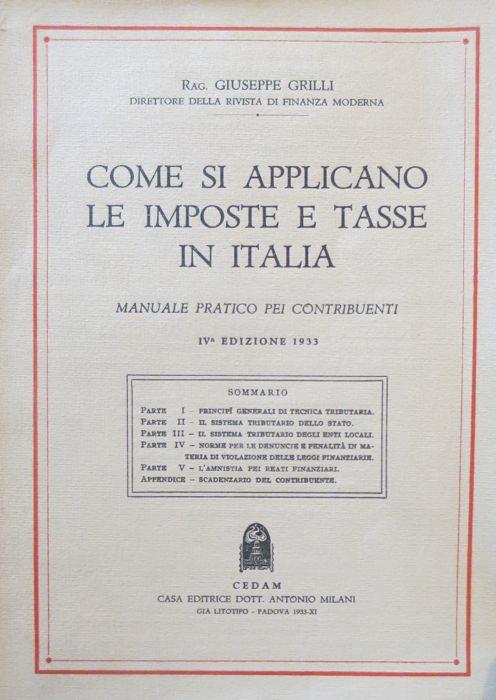 RAG. GIUSEPPE GRILLI
DIRETTORE DELLA RIVISTA DI FINANZA MODERNA
COME SI APPLICANO
LE IMPOSTE E TASSE
IN ITALIA
MANUALE PRATICO PEI CONTRIBUENTI
IVª EDIZIONE 1933
SOMMARIO
PARTE I - PRINCIPÎ GENERALI DI TECNICA TRIBUTARIA.
PARTE II - IL SISTEMA TRIBUTARIO DELLO STATO.
PARTE III - IL SISTEMA TRIBUTARIO DEGLI ENTI LOCALI.
PARTE IV - NORME PER LE DENUNCIE E PENALITÀ IN MA-
TERIA DI VIOLAZIONE DELLE LEGGI FINANZIARIE.
PARTE V - L'AMNISTIA PEI REATI FINANZIARI.
APPENDICE - SCADENZARIO DEL CONTRIBUENTE.
CEDAM
CASA EDITRICE DOTT. ANTONIO MILANI
GIÀ LITOTIPO - PADOVA 1933-XI